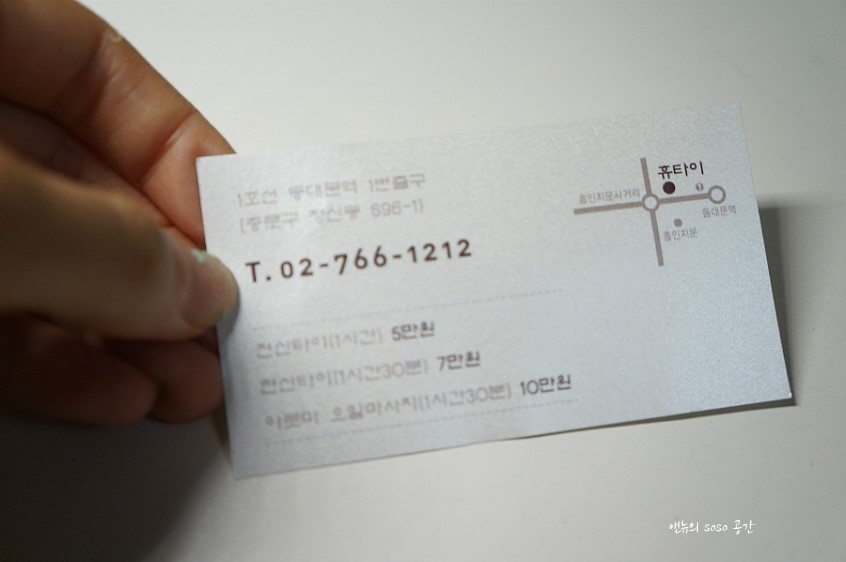 1호선 동대문역 1번출구
(종로구 창신동 696-1)
T. 02-766-1212
전신타이(1시간) 5만원
전신타이(1시간30분) 7만원
아로마 오일마사지(1시간30분) 10만원
휴타이
흥인지문사거리
1
동대문역
흥인지문
앤뉴의 soso 공간